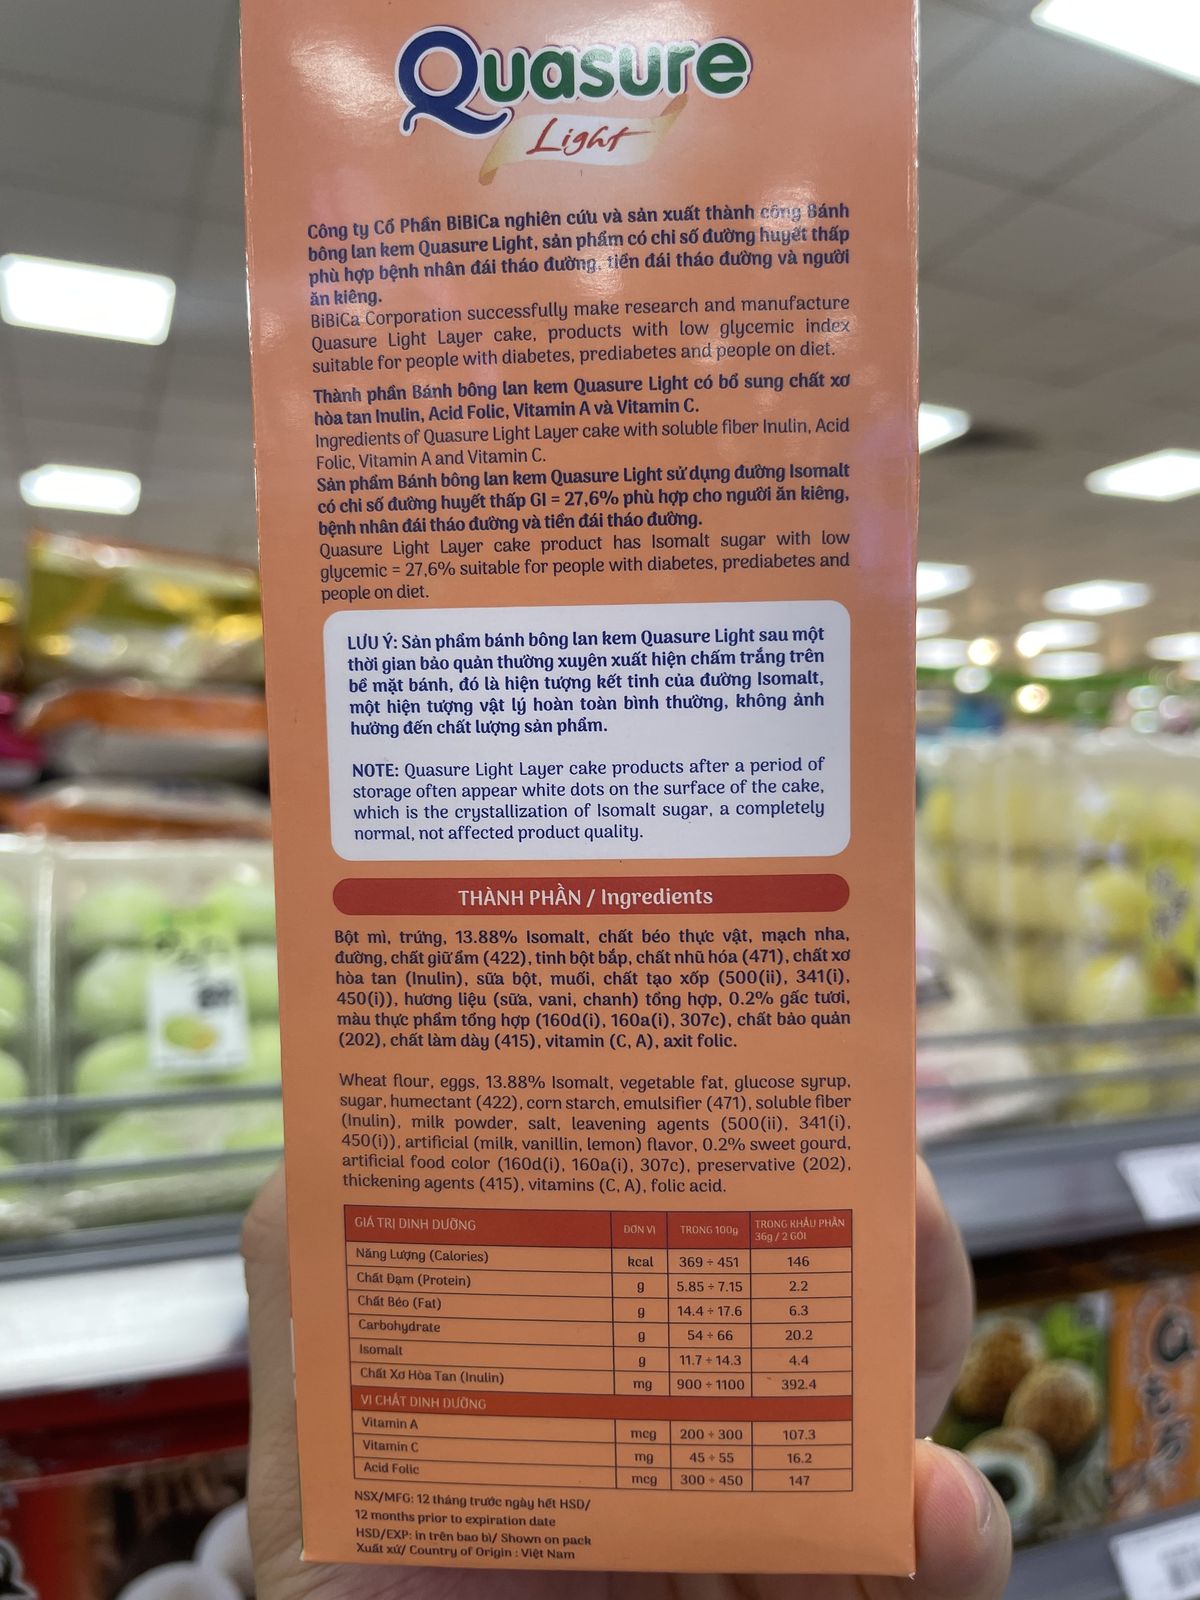 Quasure
Light
Công ty Cổ Phần BiBiCa nghiên cứu và sản xuất thành công Bánh
bông lan kem Quasure Light, sản phẩm có chỉ số đường huyết thấp
phù hợp bệnh nhân đái tháo đường, tiền đái tháo đường và người
ăn kiêng.
BiBiCa Corporation successfully make research and manufacture
Quasure Light Layer cake, products with low glycemic index
suitable for people with diabetes, prediabetes and people on diet.
Thành phần Bánh bông lan kem Quasure Light có bổ sung chất xơ
hòa tan Inulin, Acid Folic, Vitamin A và Vitamin C.
Ingredients of Quasure Light Layer cake with soluble fiber Inulin, Acid
Folic, Vitamin A and Vitamin C.
Sản phẩm Bánh bông lan kem Quasure Light sử dụng đường Isomalt
có chỉ số đường huyết thấp GI = 27,6% phù hợp cho người ăn kiêng,
bệnh nhân đái tháo đường và tiền đái tháo đường.
Quasure Light Layer cake product has Isomalt sugar with low
glycemic = 27,6% suitable for people with diabetes, prediabetes and
people on diet.
LƯU Ý: Sản phẩm bánh bông lan kem Quasure Light sau một
thời gian bảo quản thường xuyên xuất hiện chấm trắng trên
bề mặt bánh, đó là hiện tượng kết tinh của đường Isomalt,
một hiện tượng vật lý hoàn toàn bình thường, không ảnh
hưởng đến chất lượng sản phẩm.
NOTE: Quasure Light Layer cake products after a period of
storage often appear white dots on the surface of the cake,
which is the crystallization of Isomalt sugar, a completely
normal, not affected product quality.
THÀNH PHẦN / Ingredients
Bột mì, trứng, 13.88% Isomalt, chất béo thực vật, mạch nha,
đường, chất giữ ẩm (422), tinh bột bắp, chất nhũ hóa (471), chất xơ
hòa tan (Inulin), sữa bột, muối, chất tạo xốp (500(ii), 341(i),
450(i)), hương liệu (sữa, vani, chanh) tổng hợp, 0.2% gấc tươi,
màu thực phẩm tổng hợp (160d(i), 160a(i), 307c), chất bảo quản
(202), chất làm dày (415), vitamin (C, A), axit folic.
Wheat flour, eggs, 13.88% Isomalt, vegetable fat, glucose syrup,
sugar, humectant (422), corn starch, emulsifier (471), soluble fiber
(Inulin), milk powder, salt, leavening agents (500(ii), 341(i),
450(i)), artificial (milk, vanillin, lemon) flavor, 0.2% sweet gourd,
artificial food color (160d(i), 160a(i), 307c), preservative (202),
thickening agents (415), vitamins (C, A), folic acid.
GIÁ TRỊ DINH DƯỠNG ĐƠN VỊ TRONG 100g TRONG KHẨU PHẦN
36g / 2 GÓI
Năng Lượng (Calories) kcal 369 ÷ 451 146
Chất Đạm (Protein) g 5.85 ÷ 7.15 2.2
Chất Béo (Fat) g 14.4 ÷ 17.6 6.3
Carbohydrate g 54 ÷ 66 20.2
Isomalt g 11.7 ÷ 14.3 4.4
Chất Xơ Hòa Tan (Inulin) mg 900 ÷ 1100 392.4
VI CHẤT DINH DƯỠNG
Vitamin A mcg 200 ÷ 300 107.3
Vitamin C mg 45 ÷ 55 16.2
Acid Folic mcg 300 ÷ 450 147
NSX/MFG: 12 tháng trước ngày hết HSD/
12 months prior to expiration date
HSD/EXP: in trên bao bì/ Shown on pack
Xuất xứ/ Country of Origin : Việt Nam